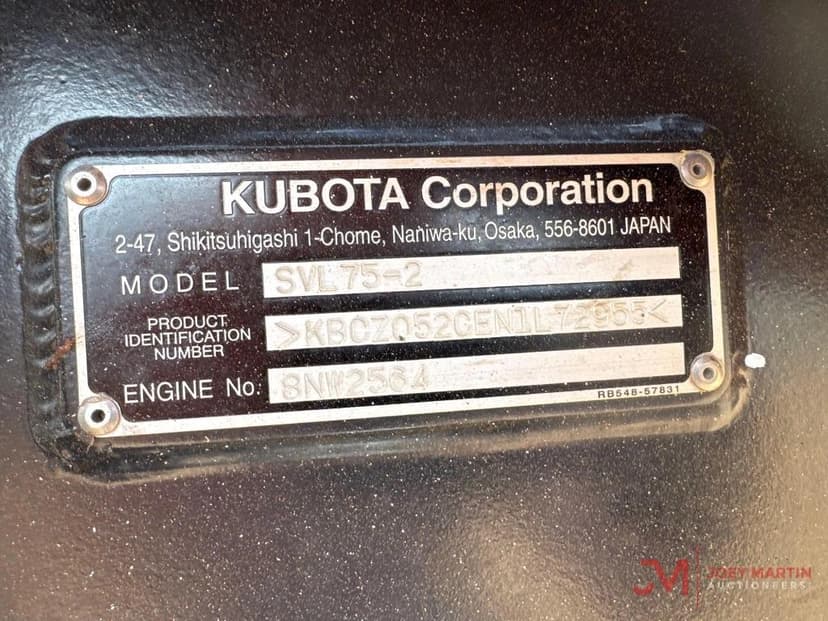 KUBOTA Corporation
2-47, Shikitsuhigashi 1-Chome, Naniwa-ku, Osaka, 556-8601 JAPAN
MODEL SVL75-2
PRODUCT
IDENTIFICATION
NUMBER
>KBCZ052CEN1L72955<
ENGINE No. 8NW2564
RB548-57831
JM JOEY MARTIN
AUCTIONEERS